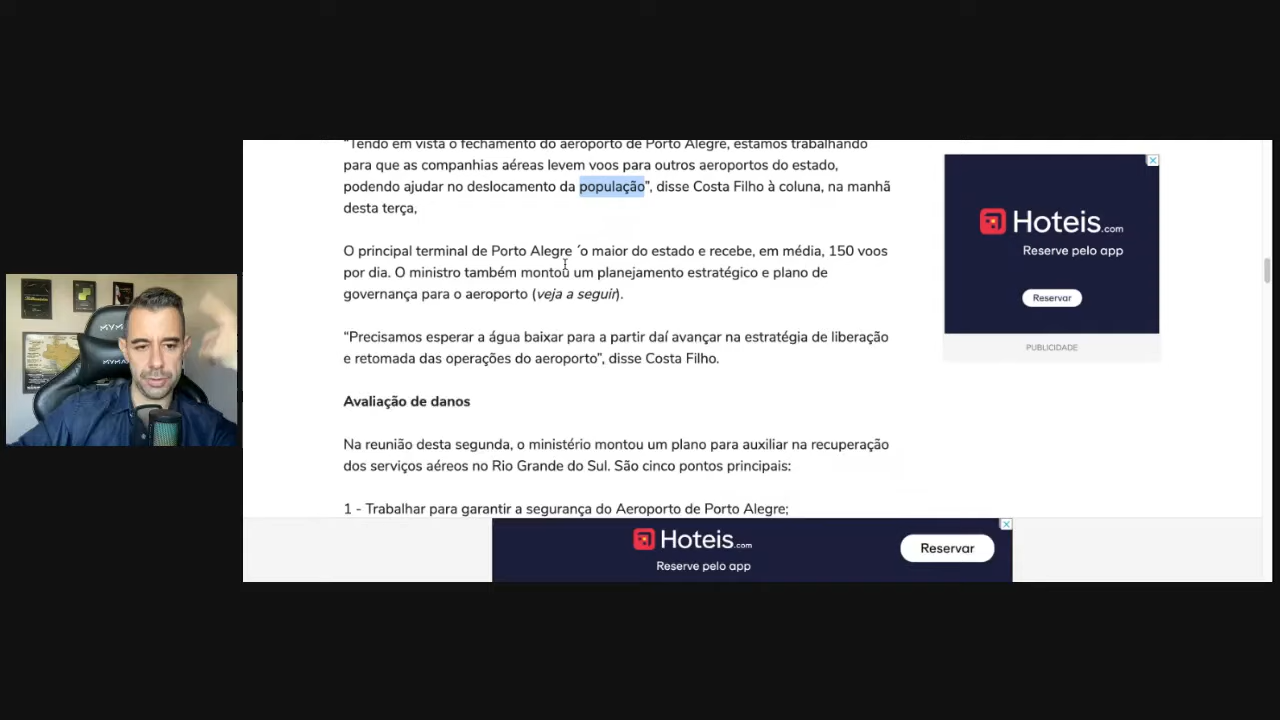 “Tendo em vista o fechamento do aeroporto de Porto Alegre, estamos trabalhando
para que as companhias aéreas levem voos para outros aeroportos do estado,
podendo ajudar no deslocamento da população”, disse Costa Filho à coluna, na manhã
desta terça,
O principal terminal de Porto Alegre ´o maior do estado e recebe, em média, 150 voos
por dia. O ministro também montou um planejamento estratégico e plano de
governança para o aeroporto (veja a seguir).
“Precisamos esperar a água baixar para a partir daí avançar na estratégia de liberação
e retomada das operações do aeroporto”, disse Costa Filho.
Avaliação de danos
Na reunião desta segunda, o ministério montou um plano para auxiliar na recuperação
dos serviços aéreos no Rio Grande do Sul. São cinco pontos principais:
1 - Trabalhar para garantir a segurança do Aeroporto de Porto Alegre;
Hoteis.com
Reserve pelo app
Reservar
PUBLICIDADE
Hoteis.com
Reserve pelo app
Reservar